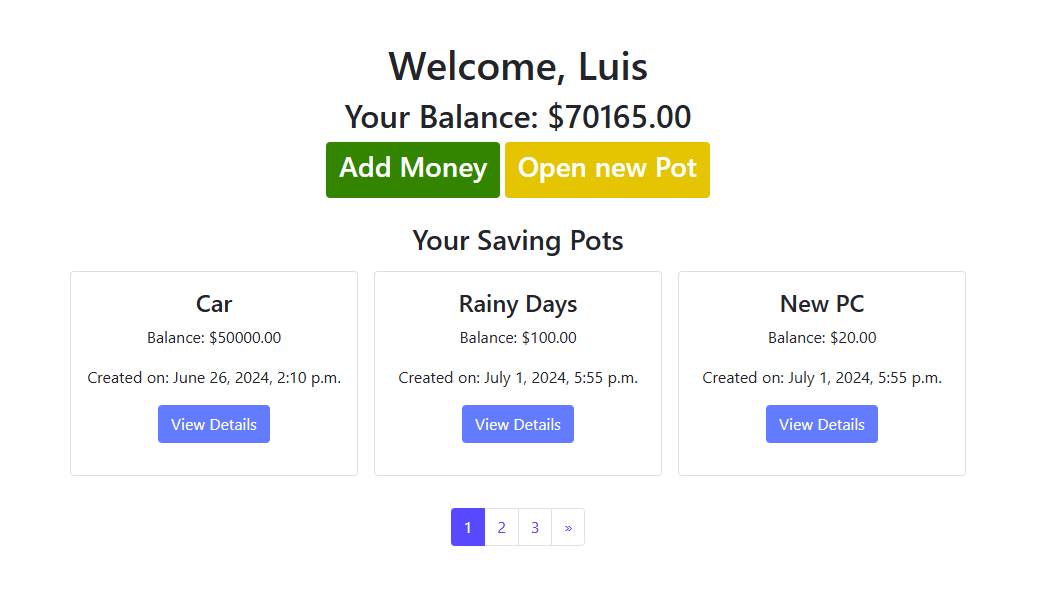 Welcome, Luis
Your Balance: $70165.00
Add Money Open new Pot
Your Saving Pots
Car
Balance: $50000.00
Created on: June 26, 2024, 2:10 p.m.
View Details
Rainy Days
Balance: $100.00
Created on: July 1, 2024, 5:55 p.m.
View Details
New PC
Balance: $20.00
Created on: July 1, 2024, 5:55 p.m.
View Details
1 2 3 »